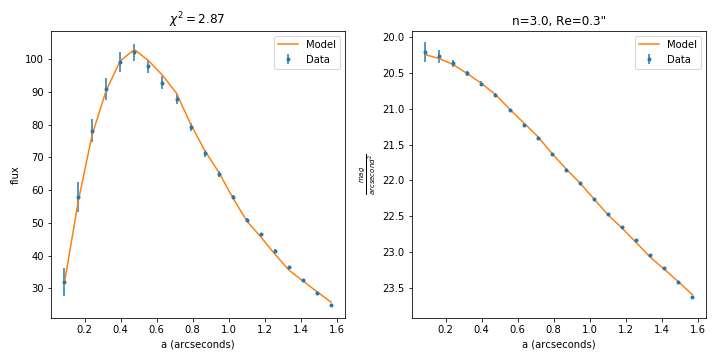 χ² = 2.87
flux
100
90
80
70
60
50
40
30
Model
Data
0.2 0.4 0.6 0.8 1.0 1.2 1.4 1.6
a (arcseconds)
n=3.0, Re=0.3"
mag
arcsecond²
20.0
20.5
21.0
21.5
22.0
22.5
23.0
23.5
Model
Data
0.2 0.4 0.6 0.8 1.0 1.2 1.4 1.6
a (arcseconds)